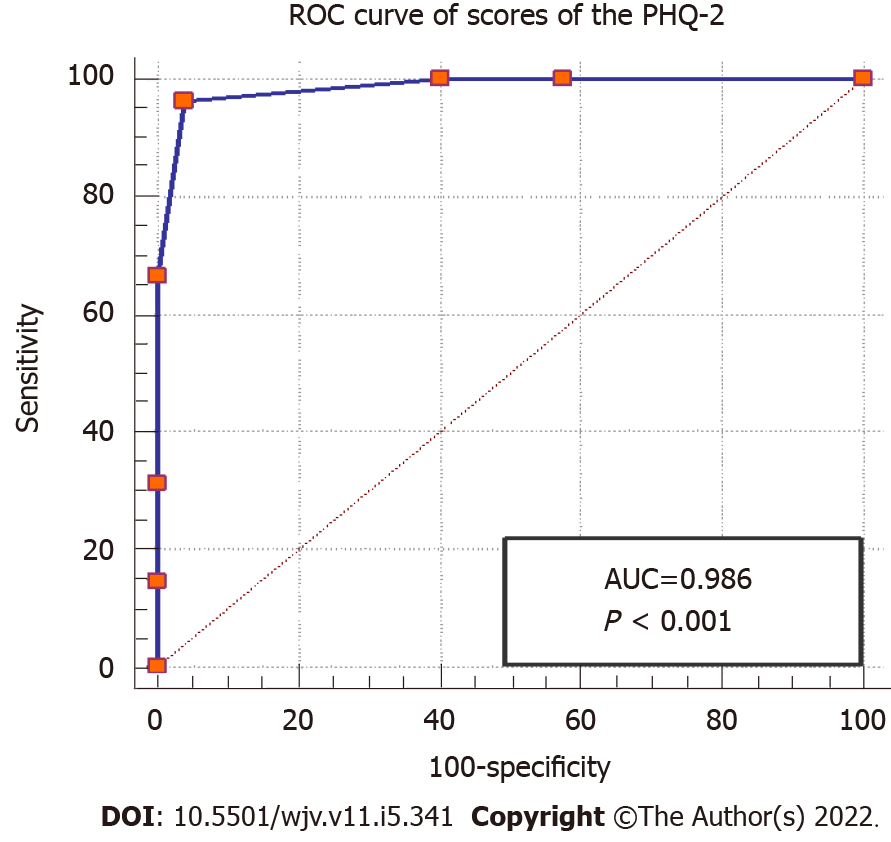 ROC curve of scores of the PHQ-2
100
80
60
40
20
0
Sensitivity
AUC=0.986
P < 0.001
0 20 40 60 80 100
100-specificity
DOI: 10.5501/wjv.v11.i5.341 Copyright ©The Author(s) 2022.